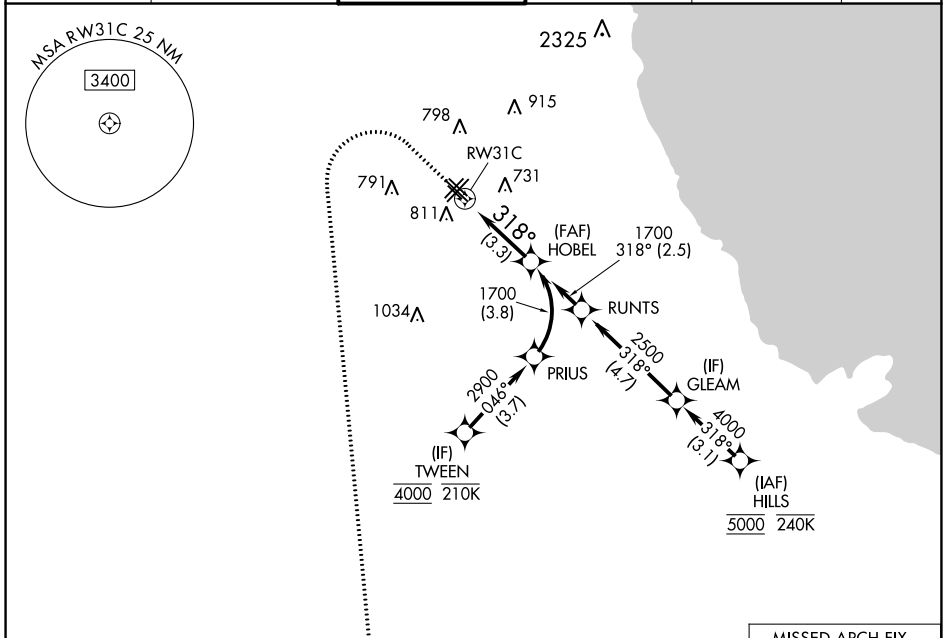 MSA RW31C 25 NM
3400
2325
915
798
RW31C
791
731
811
318°
(3.3)
(FAF)
HOBEL
1700
318° (2.5)
1700
(3.8)
RUNTS
1034
2500
318°
(4.7)
(IF)
GLEAM
PRIUS
2900
046°
(3.7)
4000
318°
(3.1)
(IF)
TWEEN
4000 210K
(IAF)
HILLS
5000 240K
MISSED APCH FIX